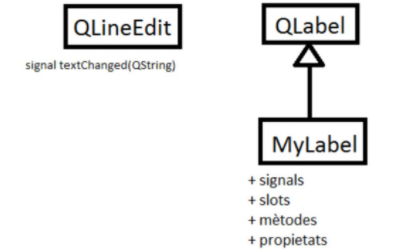 QLineEdit
signal textChanged(QString)
QLabel
MyLabel
+ signals
+ slots
+ mètodes
+ propietats